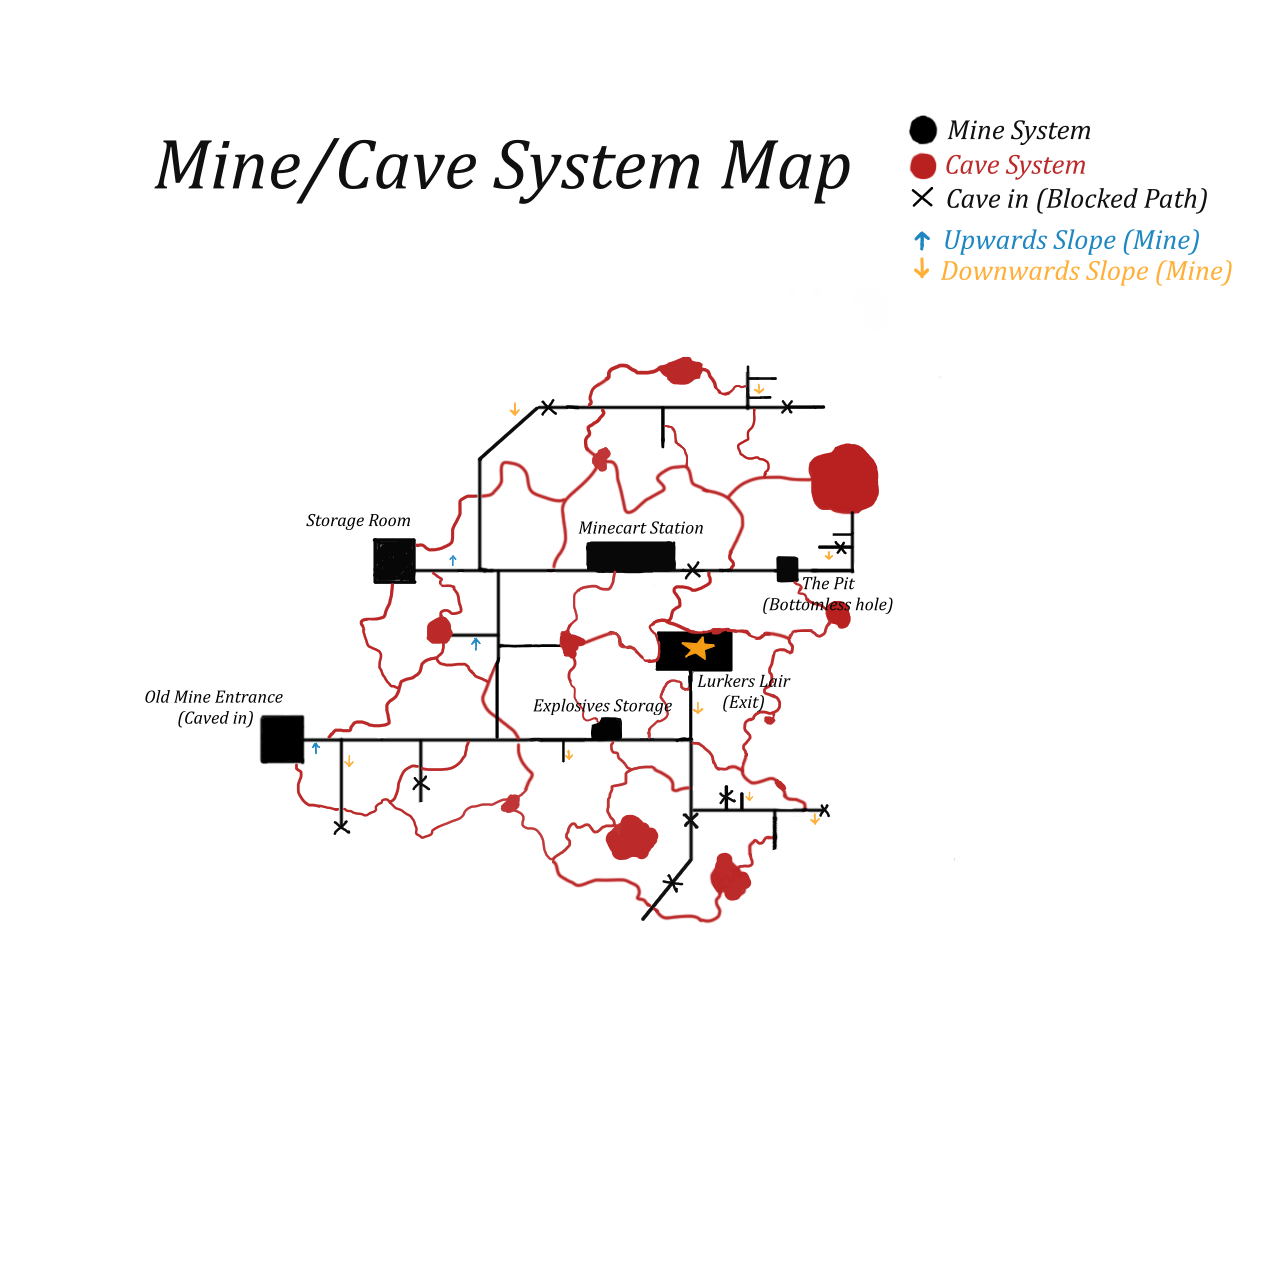 Mine/Cave System Map
Mine System
Cave System
Cave in (Blocked Path)
Upwards Slope (Mine)
Downwards Slope (Mine)
Storage Room
Minecart Station
The Pit
(Bottomless hole)
Lurkers Lair
(Exit)
Old Mine Entrance
(Caved in)
Explosives Storage